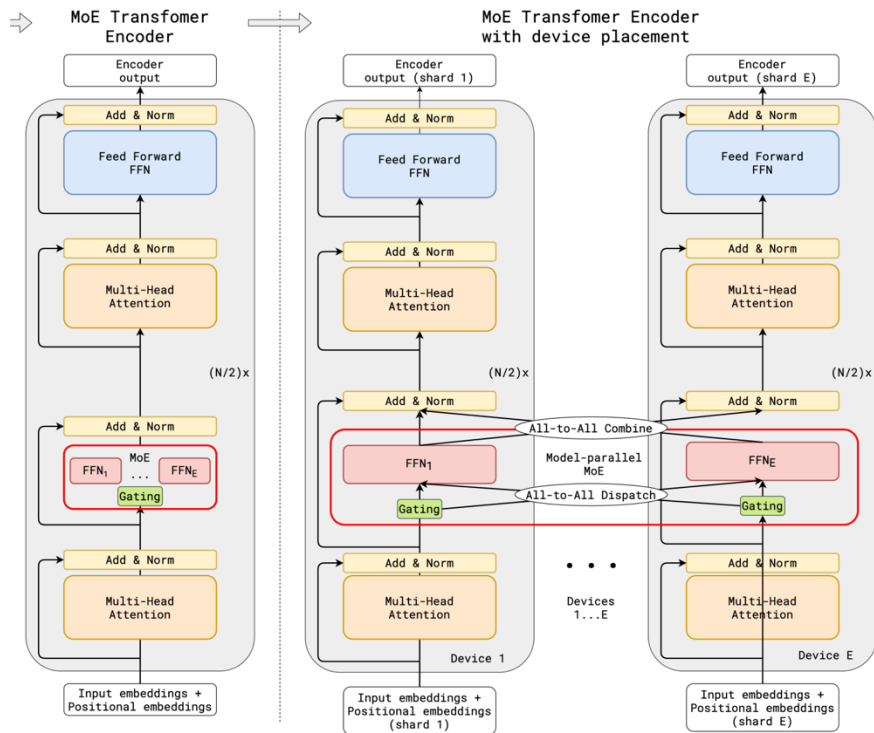 MoE Transfomer
Encoder
Encoder
output
Add & Norm
Feed Forward
FFN
Add & Norm
Multi-Head
Attention
(N/2)x
Add & Norm
MoE
FFN1 ... FFNE
Gating
Add & Norm
Multi-Head
Attention
Input embeddings +
Positional embeddings
MoE Transfomer Encoder
with device placement
Encoder
output (shard 1)
Add & Norm
Feed Forward
FFN
Add & Norm
Multi-Head
Attention
(N/2)x
Add & Norm
All-to-All Combine
FFN1
Model-parallel
MoE
All-to-All Dispatch
Gating
Add & Norm
Multi-Head
Attention
Device 1
Input embeddings +
Positional embeddings
(shard 1)
• • •
Devices
1...E
Encoder
output (shard E)
Add & Norm
Feed Forward
FFN
Add & Norm
Multi-Head
Attention
(N/2)x
Add & Norm
FFNE
Gating
Add & Norm
Multi-Head
Attention
Device E
Input embeddings +
Positional embeddings
(shard E)